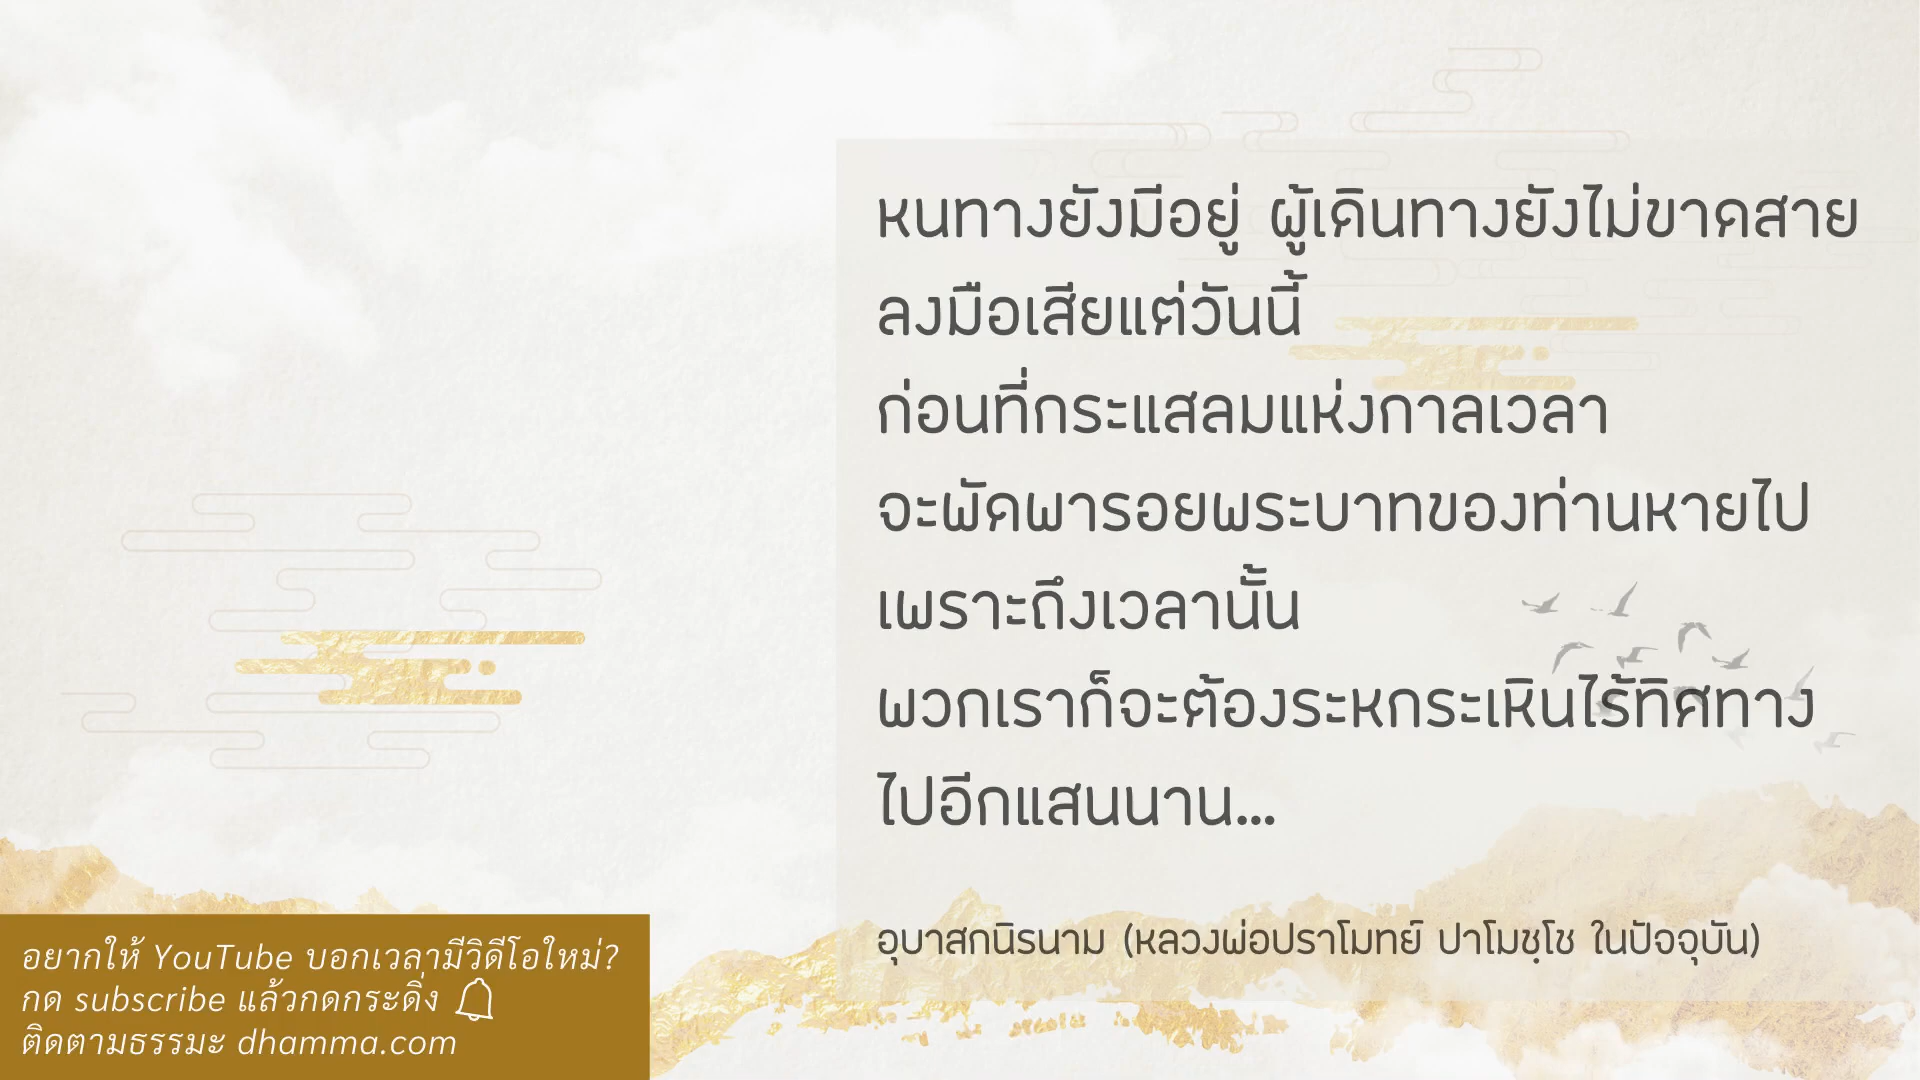 หนทางยังมีอยู่ ผู้เดินทางยังไม่ขาดสาย
ลงมือเสียแต่วันนี้
ก่อนที่กระแสลมแห่งกาลเวลา
จะพัดพารอยพระบาทของท่านหายไป
เพราะถึงเวลานั้น
พวกเราก็จะต้องระหกระเหินไร้ทิศทาง
ไปอีกแสนนาน...
อุบาสกนิรนาม (หลวงพ่อปราโมทย์ ปาโมชฺโช ในปัจจุบัน)
อยากให้ YouTube บอกเวลามีวิดีโอใหม่?
กด subscribe แล้วกดกระดิ่ง
ติดตามธรรมะ dhamma.com